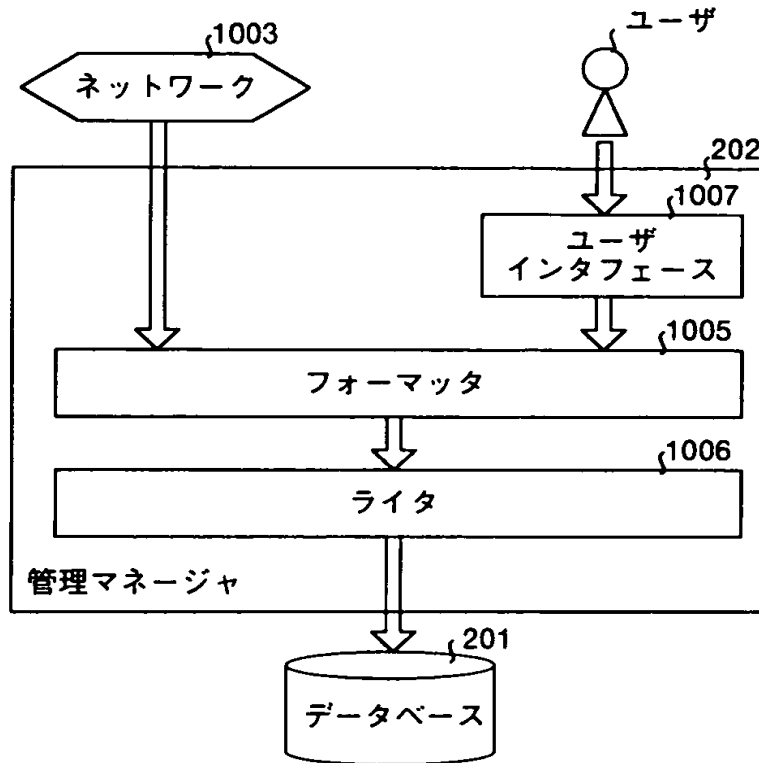 1003
ネットワーク
ユーザ
202
1007
ユーザ
インタフェース
1005
フォーマッタ
1006
ライタ
管理マネージャ
201
データベース